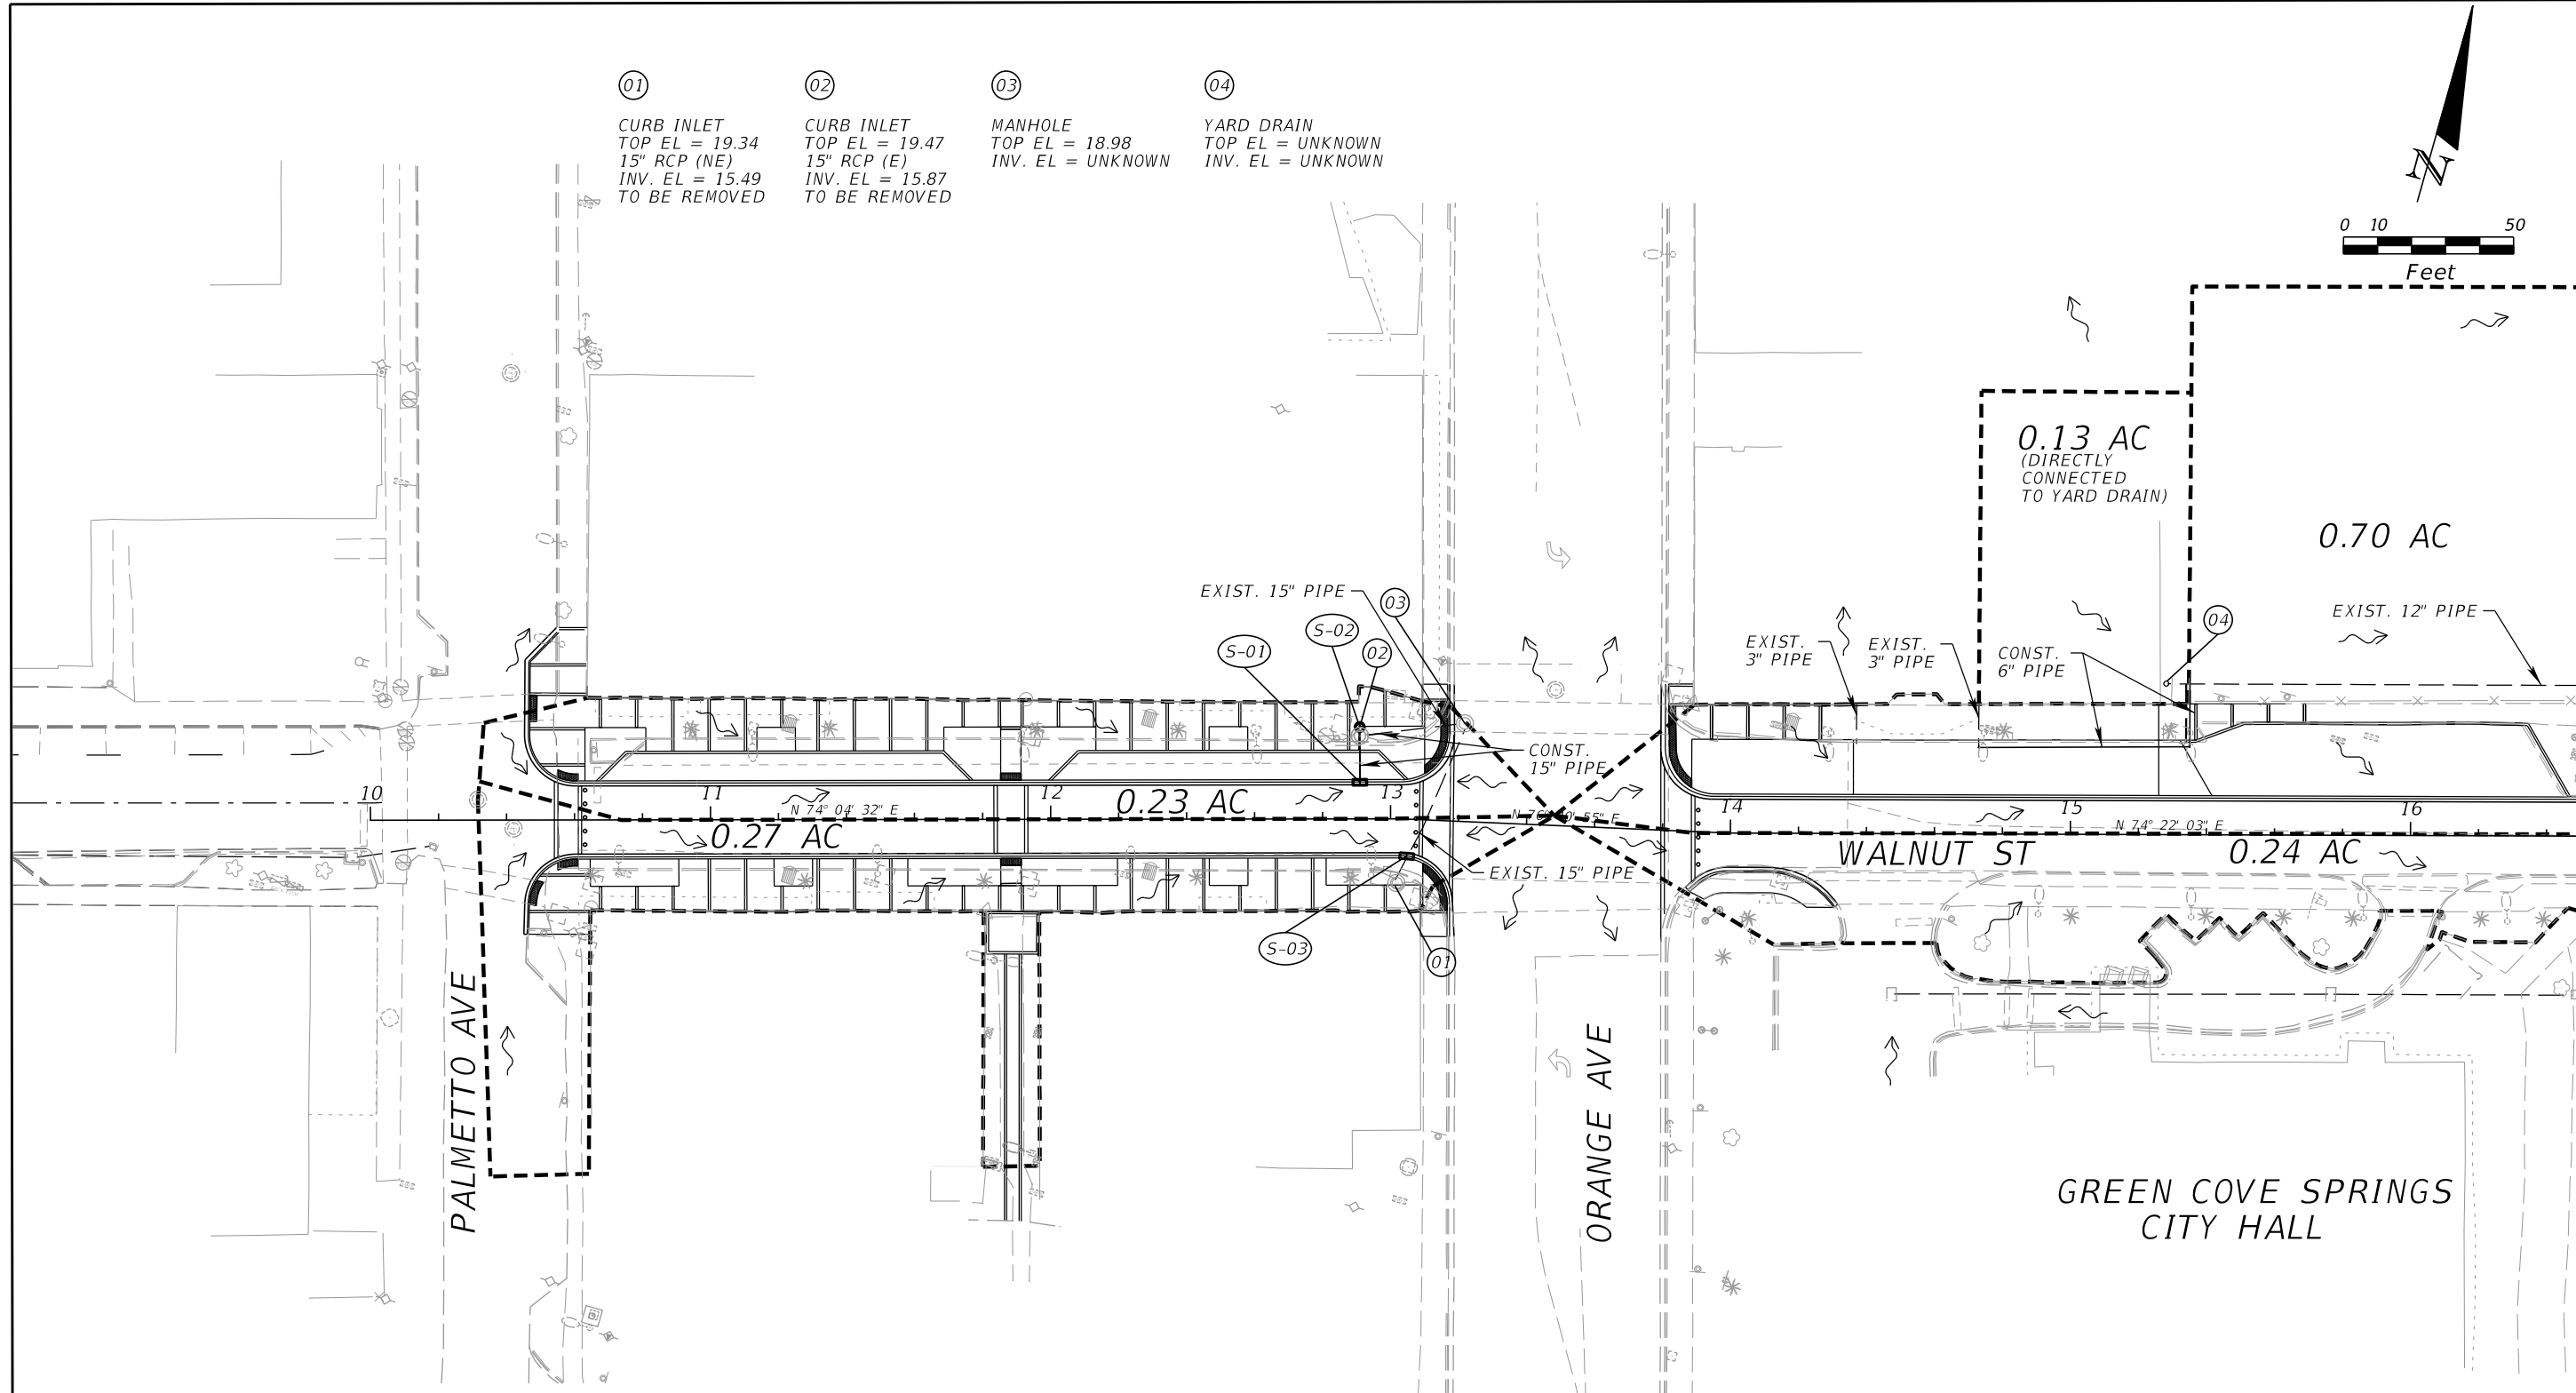 01
CURB INLET
TOP EL = 19.34
15" RCP (NE)
INV. EL = 15.49
TO BE REMOVED
02
CURB INLET
TOP EL = 19.47
15" RCP (E)
INV. EL = 15.87
TO BE REMOVED
03
MANHOLE
TOP EL = 18.98
INV. EL = UNKNOWN
04
YARD DRAIN
TOP EL = UNKNOWN
INV. EL = UNKNOWN
N
0 10 50
Feet
0.13 AC
(DIRECTLY
CONNECTED
TO YARD DRAIN)
0.70 AC
EXIST. 15" PIPE
03
S-02
02
S-01
EXIST.
3" PIPE
EXIST.
3" PIPE
CONST.
6" PIPE
04
EXIST. 12" PIPE
CONST.
15" PIPE
10
11
12
13
14
15
16
N 74° 04' 32" E
0.23 AC
N 74° 22' 03" E
0.27 AC
WALNUT ST
0.24 AC
EXIST. 15" PIPE
S-03
01
PALMETTO AVE
ORANGE AVE
GREEN COVE SPRINGS
CITY HALL